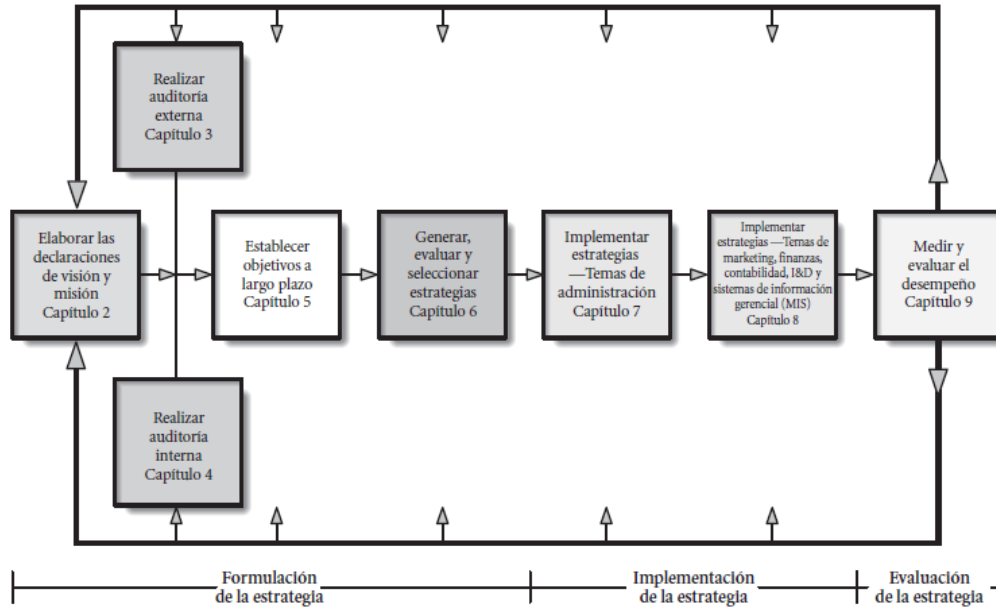 Realizar
auditoría
externa
Capítulo 3
Elaborar las
declaraciones
de visión y
misión
Capítulo 2
Establecer
objetivos a
largo plazo
Capítulo 5
Generar,
evaluar y
seleccionar
estrategias
Capítulo 6
Implementar
estrategias
—Temas de
administración
Capítulo 7
Implementar
estrategias —Temas de
marketing, finanzas,
contabilidad, I&D y
sistemas de información
gerencial (MIS)
Capítulo 8
Medir y
evaluar el
desempeño
Capítulo 9
Realizar
auditoría
interna
Capítulo 4
Formulación
de la estrategia
Implementación
de la estrategia
Evaluación
de la estrategia